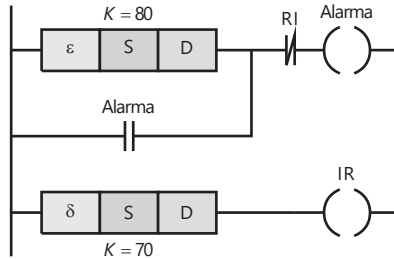 K = 80
ε S D
RI
Alarma
Alarma
δ S D
IR
K = 70